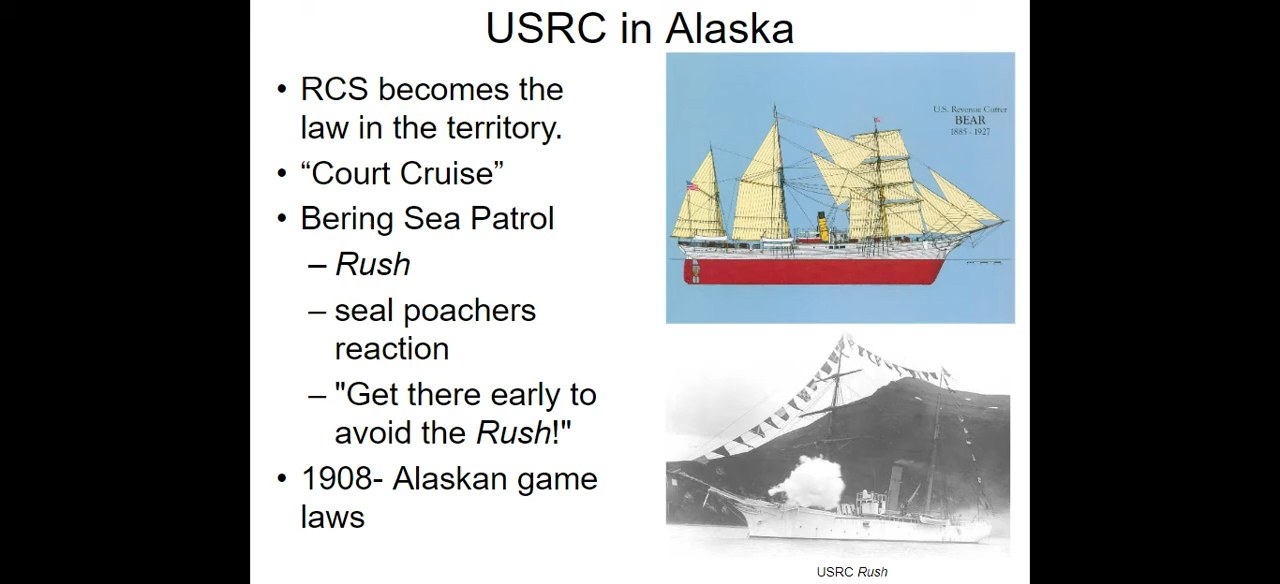 USRC in Alaska
• RCS becomes the
law in the territory.
• “Court Cruise”
• Bering Sea Patrol
– Rush
– seal poachers
reaction
– "Get there early to
avoid the Rush!"
• 1908- Alaskan game
laws
U.S. Revenue Cutter
BEAR
1885 - 1927
USRC Rush